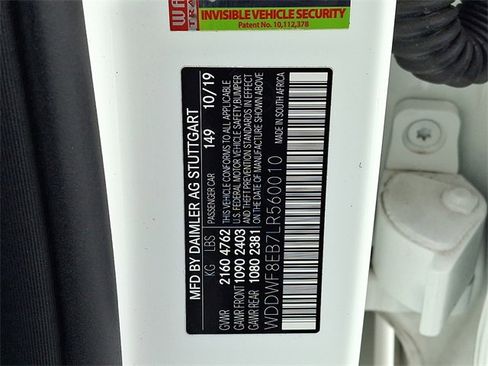 INVISIBLE VEHICLE SECURITY
Patent No. 10,112,378
MFD BY DAIMLER AG STUTTGART
PASSENGER CAR 149 10/19
KG LBS
GVWR 2160 4762
GAWR FRONT 1090 2403
GAWR REAR 1080 2381
THIS VEHICLE CONFORMS TO ALL APPLICABLE
U.S. FEDERAL MOTOR VEHICLE SAFETY, BUMPER
AND THEFT PREVENTION STANDARDS IN EFFECT
ON THE DATE OF MANUFACTURE SHOWN ABOVE
WDDWF8EB7LR560010
MADE IN SOUTH AFRICA